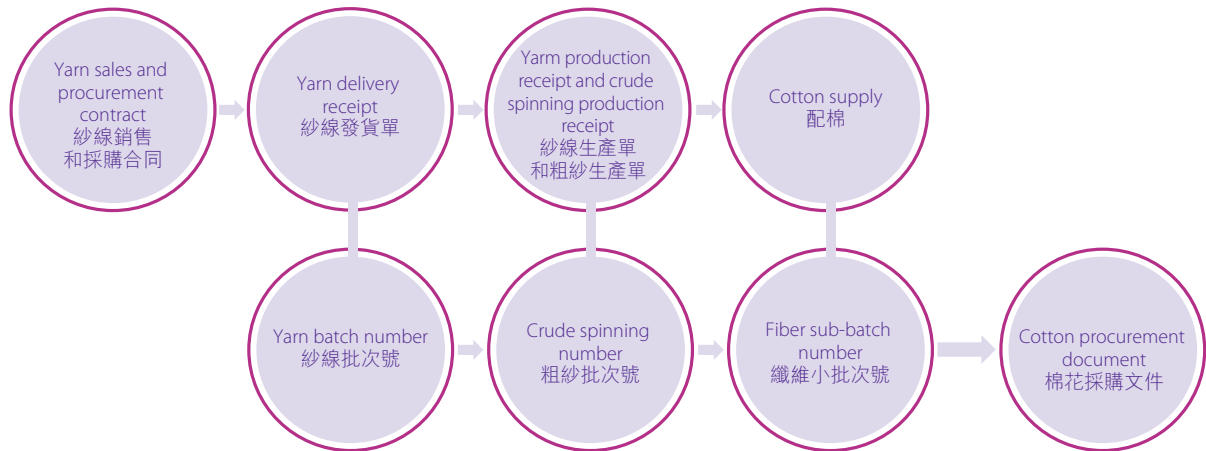 Yarn sales and
procurement
contract
紗線銷售
和採購合同
Yarn delivery
receipt
紗線發貨單
Yarm production
receipt and crude
spinning production
receipt
紗線生產單
和粗紗生產單
Cotton supply
配棉
Yarn batch number
紗線批次號
Crude spinning
number
粗紗批次號
Fiber sub-batch
number
纖維小批次號
Cotton procurement
document
棉花採購文件